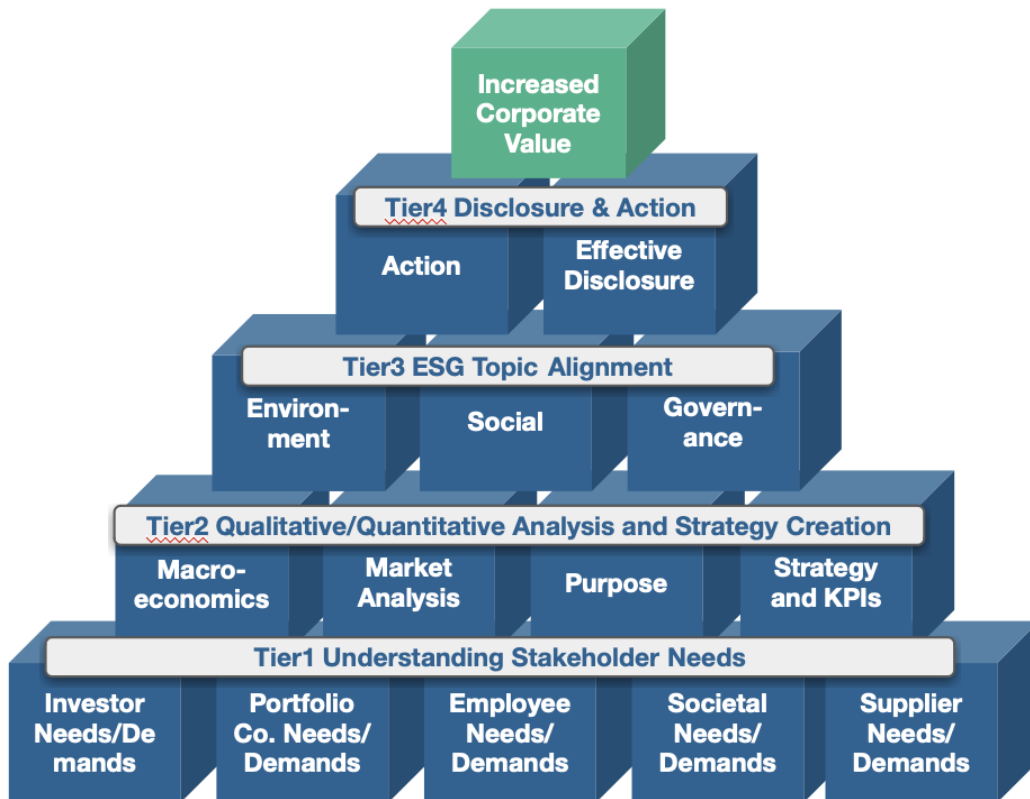 Increased
Corporate
Value
Tier4 Disclosure & Action
Action
Effective
Disclosure
Tier3 ESG Topic Alignment
Environ-
ment
Social
Govern-
ance
Tier2 Qualitative/Quantitative Analysis and Strategy Creation
Macro-
economics
Market
Analysis
Purpose
Strategy
and KPIs
Tier1 Understanding Stakeholder Needs
Investor
Needs/De
mands
Portfolio
Co. Needs/
Demands
Employee
Needs/
Demands
Societal
Needs/
Demands
Supplier
Needs/
Demands